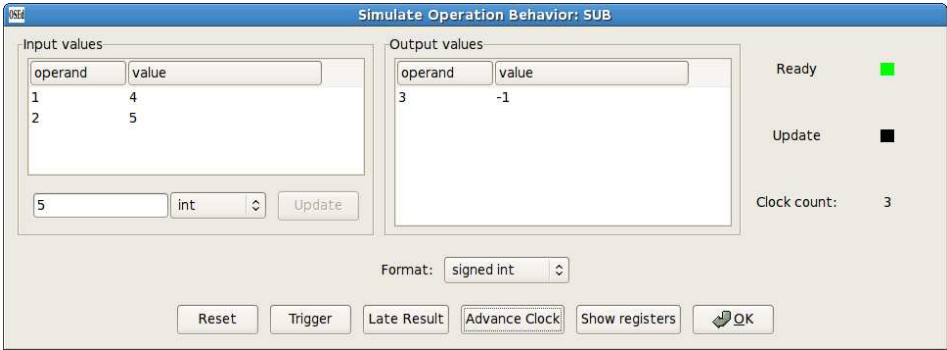 OSEd Simulate Operation Behavior: SUB
Input values
operand value
1 4
2 5
5 int Update
Output values
operand value
3 -1
Ready
Update
Clock count: 3
Format: signed int
Reset Trigger Late Result Advance Clock Show registers OK